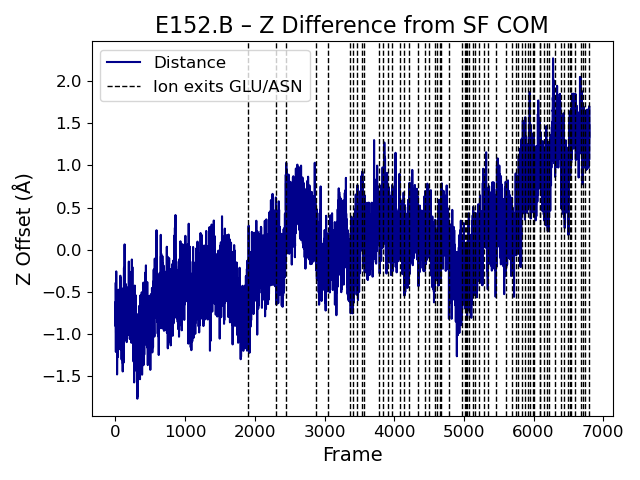 E152.B – Z Difference from SF COM
Distance
Ion exits GLU/ASN
Z Offset (Å)
2.0
1.5
1.0
0.5
0.0
−0.5
−1.0
−1.5
0 1000 2000 3000 4000 5000 6000 7000
Frame